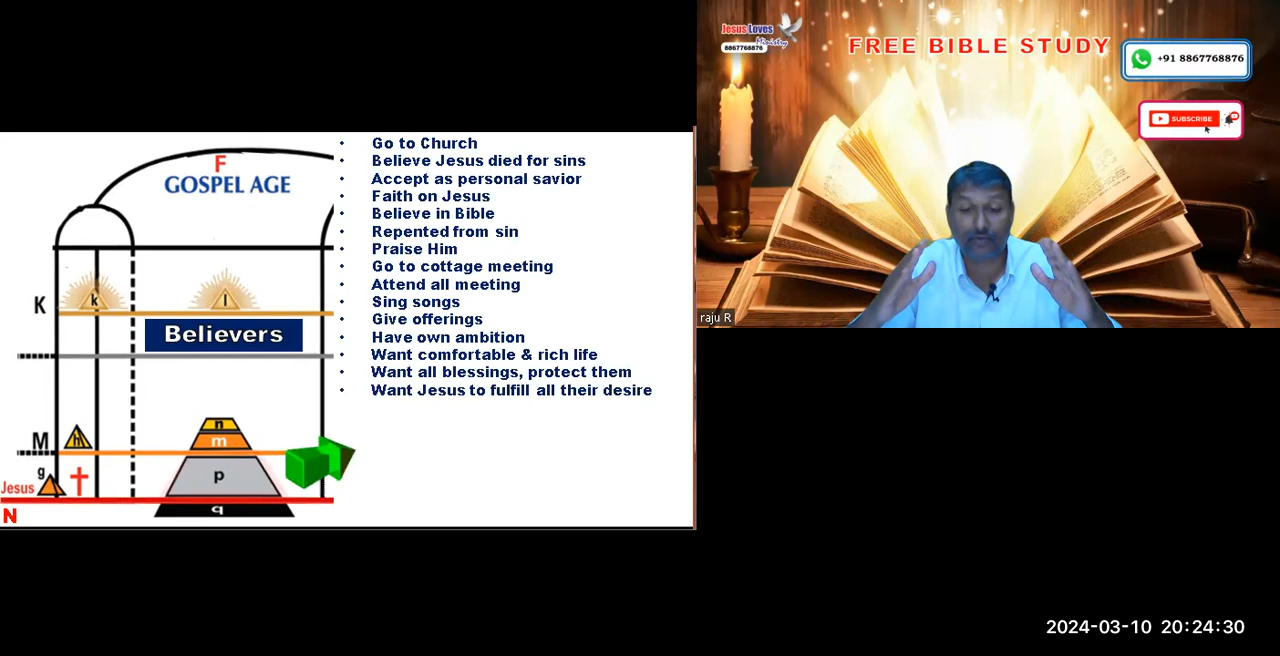 F
GOSPEL AGE
K
k
l
Believers
M
h
n
m
g
p
Jesus
q
N
• Go to Church
• Believe Jesus died for sins
• Accept as personal savior
• Faith on Jesus
• Believe in Bible
• Repented from sin
• Praise Him
• Go to cottage meeting
• Attend all meeting
• Sing songs
• Give offerings
• Have own ambition
• Want comfortable & rich life
• Want all blessings, protect them
• Want Jesus to fulfill all their desire
Jesus Loves
Ministry
8867768876
FREE BIBLE STUDY
+91 8867768876
SUBSCRIBE
raju R
2024-03-10 20:24:30